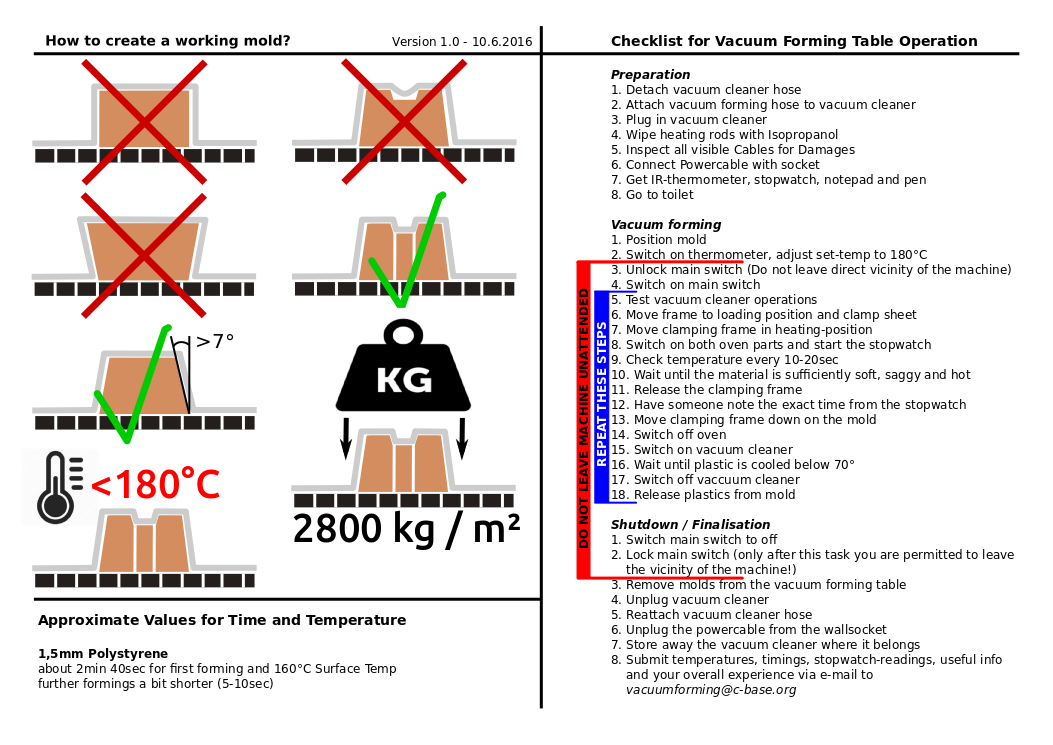 How to create a working mold?
Version 1.0 - 10.6.2016
>7°
KG
<180°C
2800 kg / m²
Approximate Values for Time and Temperature
1,5mm Polystyrene
about 2min 40sec for first forming and 160°C Surface Temp
further formings a bit shorter (5-10sec)
Checklist for Vacuum Forming Table Operation
Preparation
1. Detach vacuum cleaner hose
2. Attach vacuum forming hose to vacuum cleaner
3. Plug in vacuum cleaner
4. Wipe heating rods with Isopropanol
5. Inspect all visible Cables for Damages
6. Connect Powercable with socket
7. Get IR-thermometer, stopwatch, notepad and pen
8. Go to toilet
Vacuum forming
1. Position mold
2. Switch on thermometer, adjust set-temp to 180°C
3. Unlock main switch (Do not leave direct vicinity of the machine)
4. Switch on main switch
5. Test vacuum cleaner operations
6. Move frame to loading position and clamp sheet
7. Move clamping frame in heating-position
8. Switch on both oven parts and start the stopwatch
9. Check temperature every 10-20sec
10. Wait until the material is sufficiently soft, saggy and hot
11. Release the clamping frame
12. Have someone note the exact time from the stopwatch
13. Move clamping frame down on the mold
14. Switch off oven
15. Switch on vacuum cleaner
16. Wait until plastic is cooled below 70°
17. Switch off vaccuum cleaner
18. Release plastics from mold
DO NOT LEAVE MACHINE UNATTENDED
REPEAT THESE STEPS
Shutdown / Finalisation
1. Switch main switch to off
2. Lock main switch (only after this task you are permitted to leave
the vicinity of the machine!)
3. Remove molds from the vacuum forming table
4. Unplug vacuum cleaner
5. Reattach vacuum cleaner hose
6. Unplug the powercable from the wallsocket
7. Store away the vacuum cleaner where it belongs
8. Submit temperatures, timings, stopwatch-readings, useful info
and your overall experience via e-mail to
vacuumforming@c-base.org